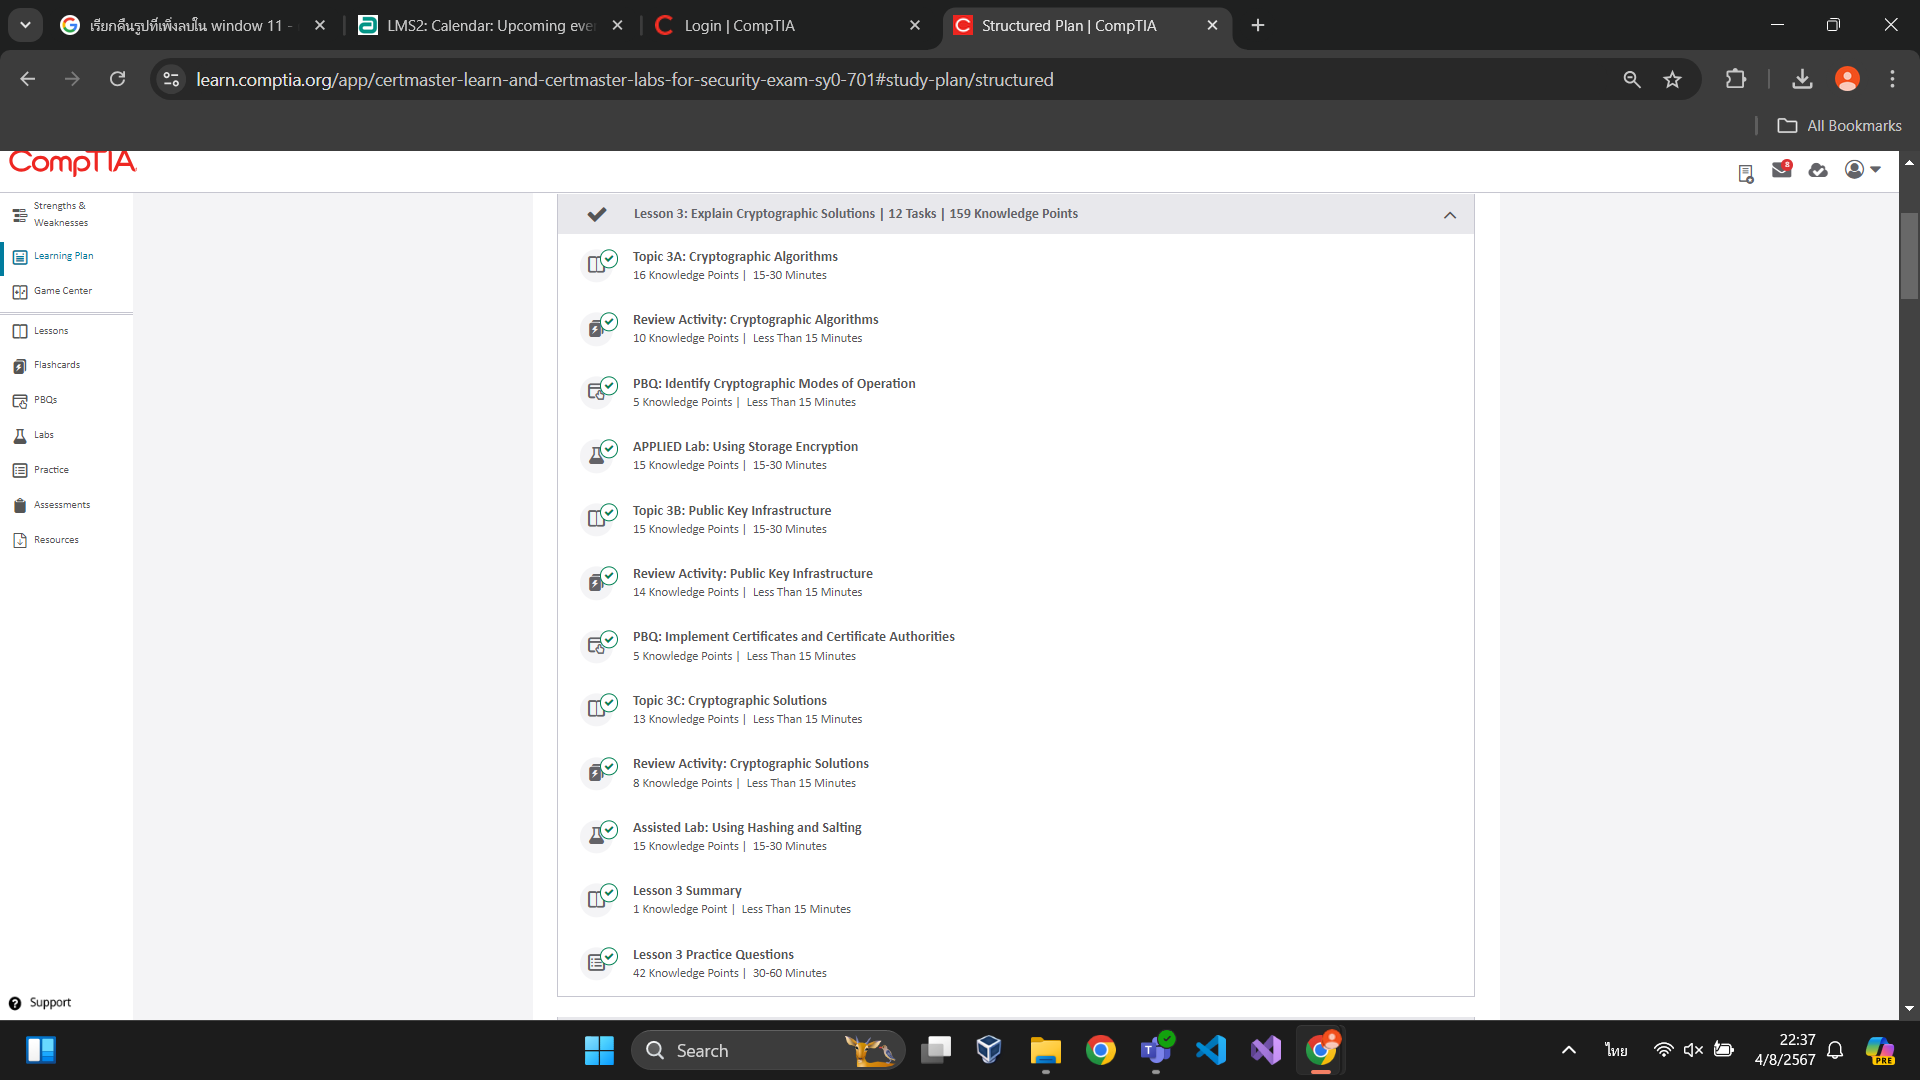 เรียกคืนรูปที่เพิ่งลบใน window 11 -
LMS2: Calendar: Upcoming eve
Login | CompTIA
Structured Plan | CompTIA
learn.comptia.org/app/certmaster-learn-and-certmaster-labs-for-security-exam-sy0-701#study-plan/structured
All Bookmarks
CompTIA.
8
Strengths &
Weaknesses
Learning Plan
Game Center
Lessons
Flashcards
PBQs
Labs
Practice
Assessments
Resources
Support
Lesson 3: Explain Cryptographic Solutions | 12 Tasks | 159 Knowledge Points
Topic 3A: Cryptographic Algorithms
16 Knowledge Points | 15-30 Minutes
Review Activity: Cryptographic Algorithms
10 Knowledge Points | Less Than 15 Minutes
PBQ: Identify Cryptographic Modes of Operation
5 Knowledge Points | Less Than 15 Minutes
APPLIED Lab: Using Storage Encryption
15 Knowledge Points | 15-30 Minutes
Topic 3B: Public Key Infrastructure
15 Knowledge Points | 15-30 Minutes
Review Activity: Public Key Infrastructure
14 Knowledge Points | Less Than 15 Minutes
PBQ: Implement Certificates and Certificate Authorities
5 Knowledge Points | Less Than 15 Minutes
Topic 3C: Cryptographic Solutions
13 Knowledge Points | Less Than 15 Minutes
Review Activity: Cryptographic Solutions
8 Knowledge Points | Less Than 15 Minutes
Assisted Lab: Using Hashing and Salting
15 Knowledge Points | 15-30 Minutes
Lesson 3 Summary
1 Knowledge Point | Less Than 15 Minutes
Lesson 3 Practice Questions
42 Knowledge Points | 30-60 Minutes
Search
ไทย
22:37
4/8/2567
PRE